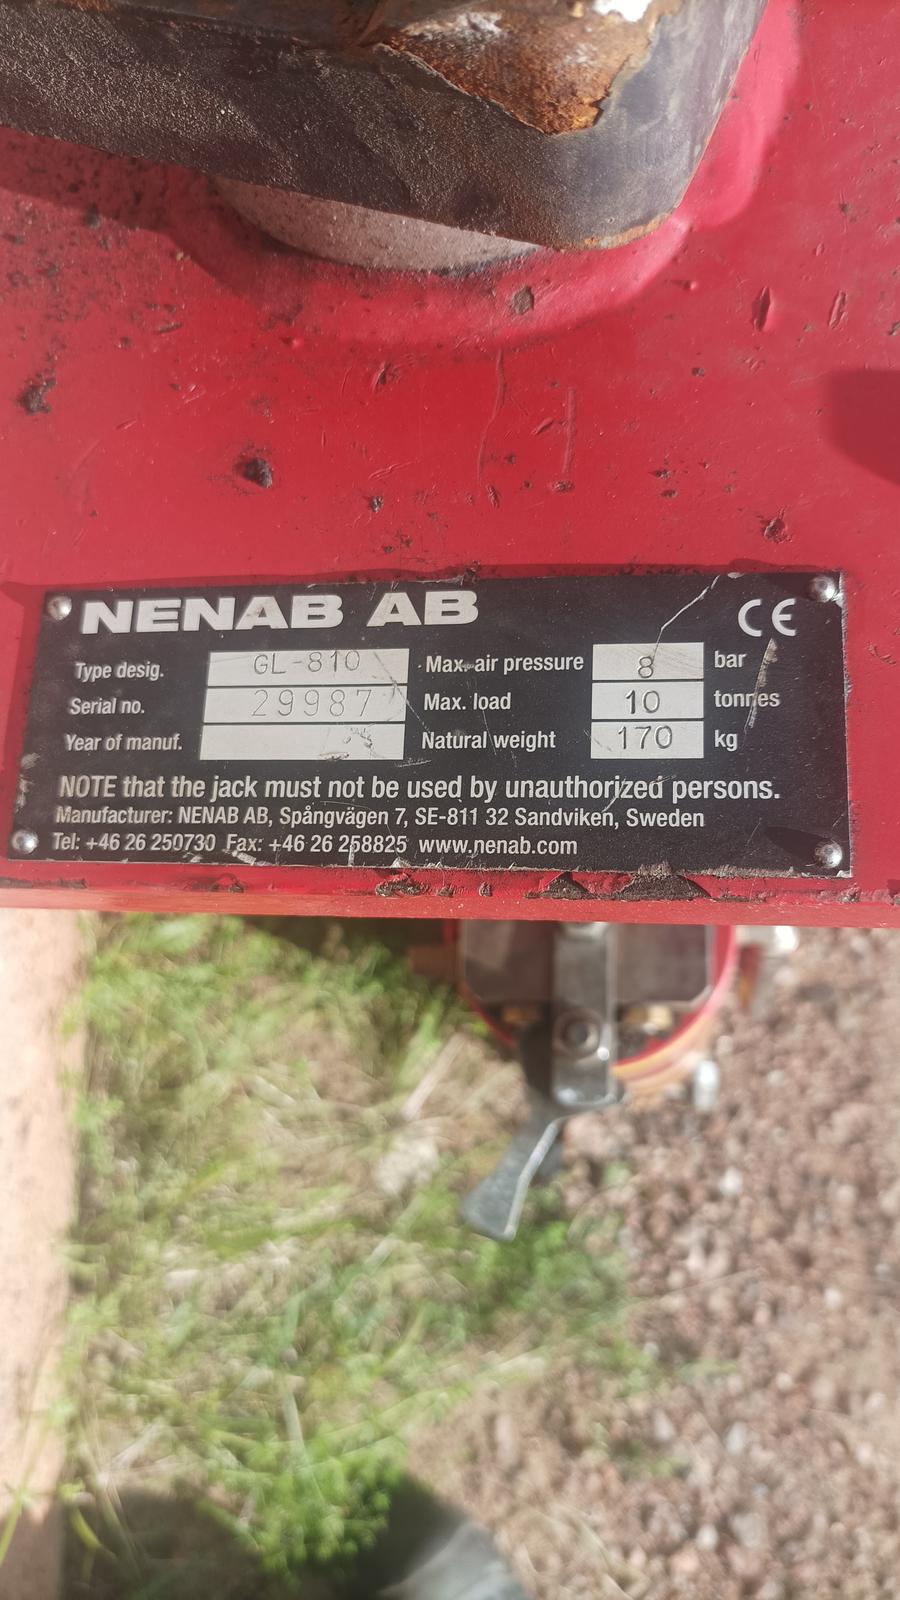 NENAB AB CE
Type desig. GL-810 Max. air pressure 8 bar
Serial no. 29987 Max. load 10 tonnes
Year of manuf. Natural weight 170 kg
NOTE that the jack must not be used by unauthorized persons.
Manufacturer: NENAB AB, Spångvägen 7, SE-811 32 Sandviken, Sweden
Tel: +46 26 250730 Fax: +46 26 258825 www.nenab.com